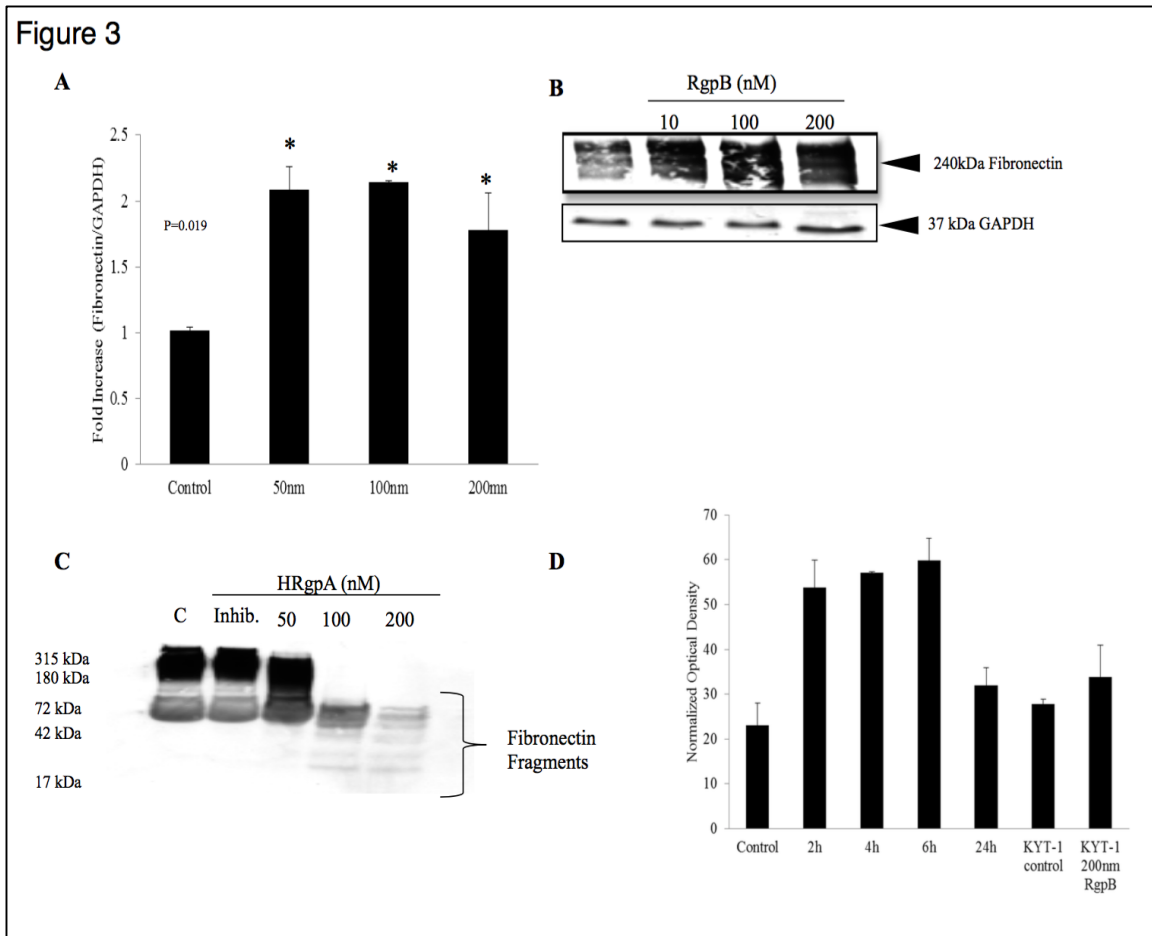 Figure 3
A
Fold Increase (Fibronectin/GAPDH)
2.5
2
1.5
1
0.5
0
P=0.019
*
*
*
Control 50nm 100nm 200mn
B
RgpB (nM)
10 100 200
240kDa Fibronectin
37 kDa GAPDH
C
HRgpA (nM)
C Inhib. 50 100 200
315 kDa
180 kDa
72 kDa
42 kDa
17 kDa
Fibronectin
Fragments
D
Normalized Optical Density
70
60
50
40
30
20
10
0
Control 2h 4h 6h 24h KYT-1 KYT-1
control 200nm
RgpB